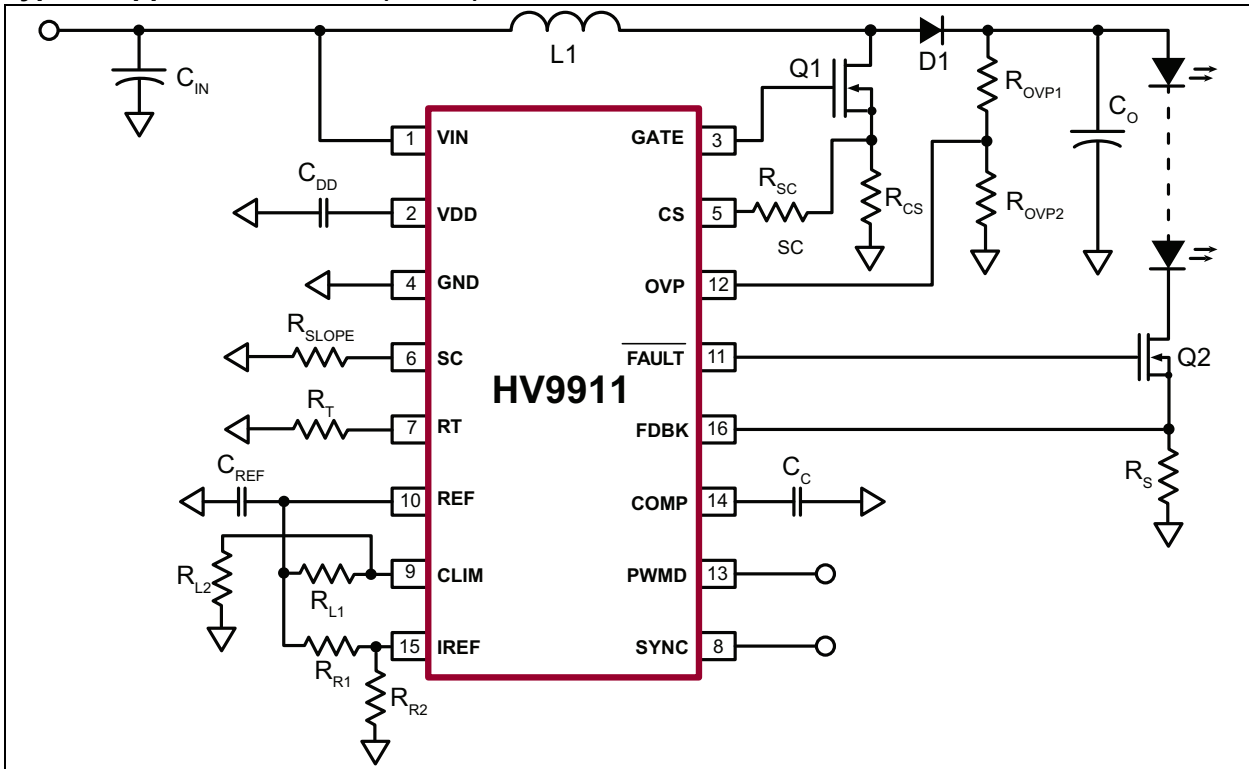 L1
D1
Q1
C_IN
R_OVP1
C_O
1 VIN
GATE 3
C_DD
R_SC
2 VDD
CS 5
R_CS
R_OVP2
SC
4 GND
OVP 12
R_SLOPE
6 SC
FAULT 11
Q2
HV9911
R_T
7 RT
FDBK 16
C_REF
C_C
R_S
10 REF
COMP 14
R_L2
9 CLIM
PWMD 13
R_L1
15 IREF
SYNC 8
R_R1
R_R2